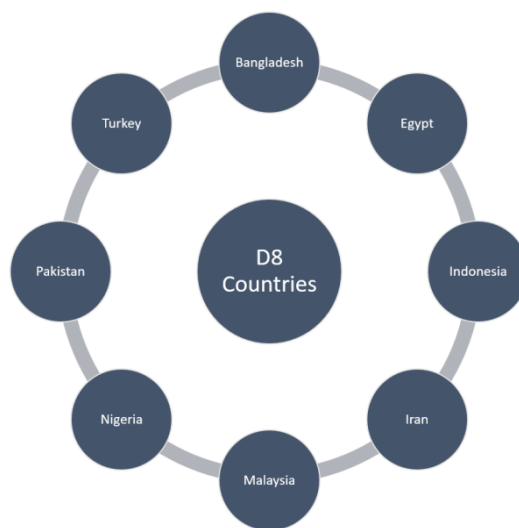 Bangladesh
Egypt
Indonesia
Iran
Malaysia
Nigeria
Pakistan
Turkey
D8
Countries